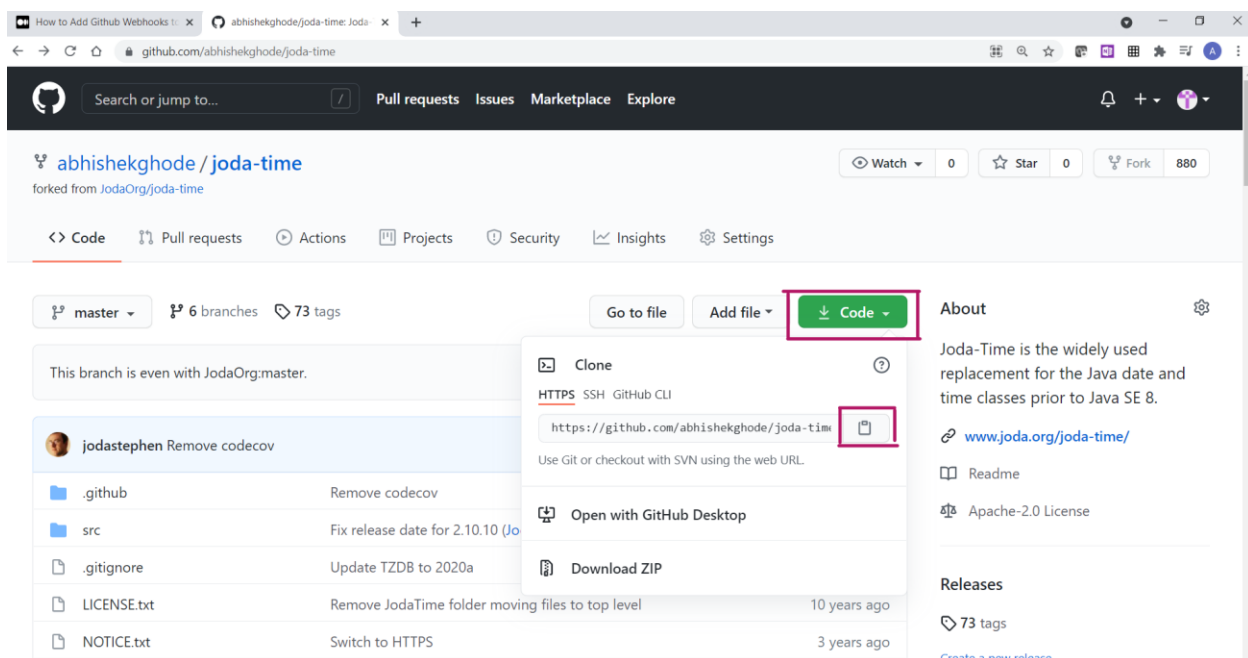 How to Add Github Webhooks to
abhishekghode/joda-time: Joda-
github.com/abhishekghode/joda-time
A
Search or jump to... /
Pull requests Issues Marketplace Explore
abhishekghode / joda-time
Watch 0 Star 0 Fork 880
forked from JodaOrg/joda-time
Code Pull requests Actions Projects Security Insights Settings
master 6 branches 73 tags
Go to file Add file Code
About
This branch is even with JodaOrg:master.
Clone
HTTPS SSH GitHub CLI
https://github.com/abhishekghode/joda-time
Use Git or checkout with SVN using the web URL.
Open with GitHub Desktop
Download ZIP
Joda-Time is the widely used
replacement for the Java date and
time classes prior to Java SE 8.
www.joda.org/joda-time/
Readme
Apache-2.0 License
Releases
73 tags
Create a new release
jodastephen Remove codecov
.github Remove codecov
src Fix release date for 2.10.10 (Jo
.gitignore Update TZDB to 2020a
LICENSE.txt Remove JodaTime folder moving files to top level 10 years ago
NOTICE.txt Switch to HTTPS 3 years ago